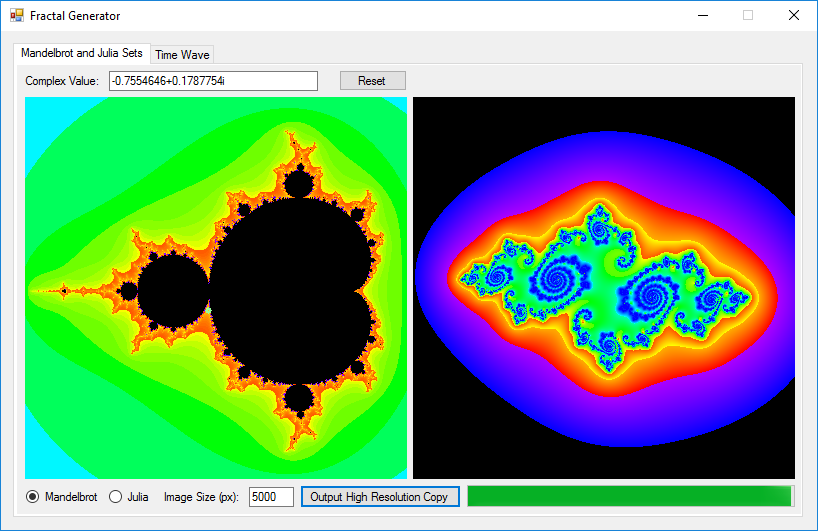 Fractal Generator
Mandelbrot and Julia Sets Time Wave
Complex Value: -0.7554646+0.1787754i Reset
Mandelbrot Julia Image Size (px): 5000 Output High Resolution Copy